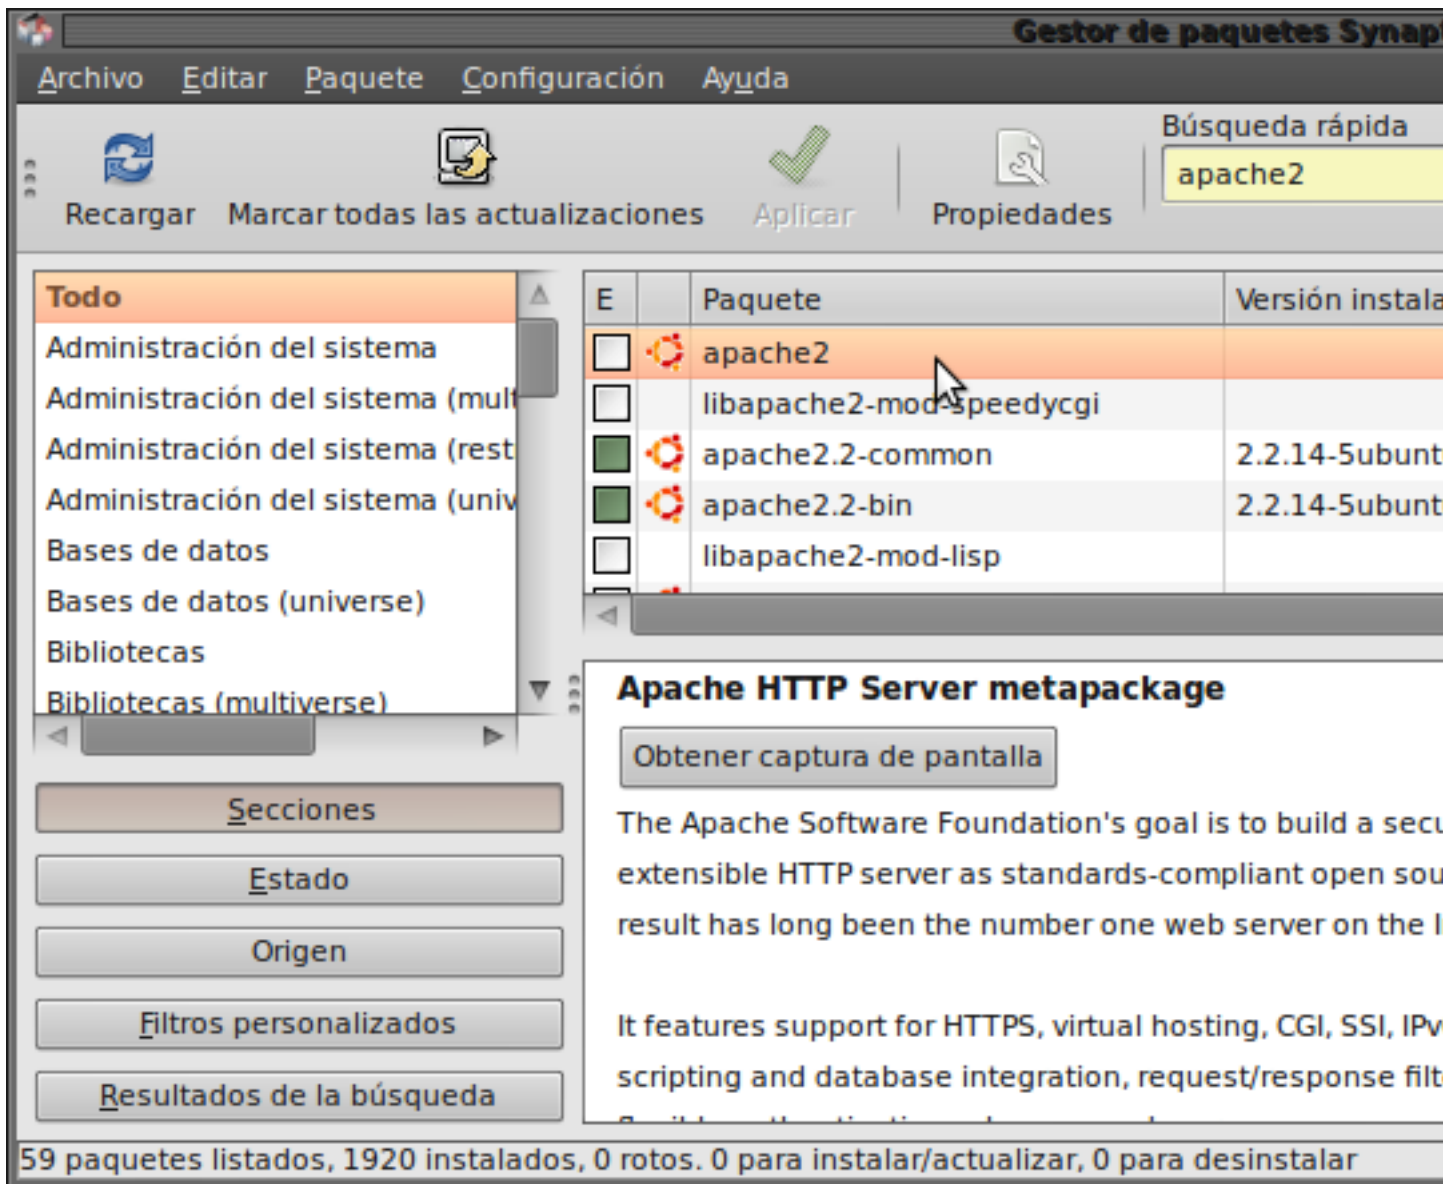 Gestor de paquetes Synapt
Archivo Editar Paquete Configuración Ayuda
Búsqueda rápida
apache2
Recargar Marcar todas las actualizaciones Aplicar Propiedades
Todo
Administración del sistema
Administración del sistema (mult
Administración del sistema (rest
Administración del sistema (univ
Bases de datos
Bases de datos (universe)
Bibliotecas
Bibliotecas (multiverse)
Secciones
Estado
Origen
Filtros personalizados
Resultados de la búsqueda
E Paquete Versión instala
apache2
libapache2-mod-speedycgi
apache2.2-common 2.2.14-5ubunt
apache2.2-bin 2.2.14-5ubunt
libapache2-mod-lisp
Apache HTTP Server metapackage
Obtener captura de pantalla
The Apache Software Foundation's goal is to build a secu
extensible HTTP server as standards-compliant open sou
result has long been the number one web server on the I
It features support for HTTPS, virtual hosting, CGI, SSI, IPv
scripting and database integration, request/response filt
59 paquetes listados, 1920 instalados, 0 rotos. 0 para instalar/actualizar, 0 para desinstalar